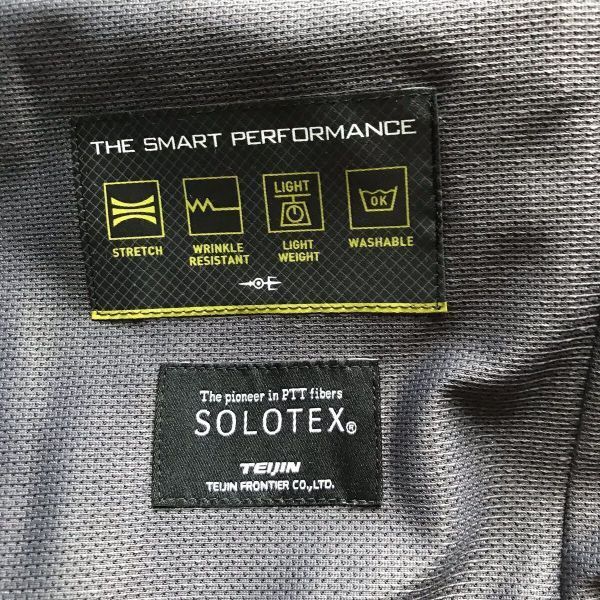 THE SMART PERFORMANCE
LIGHT
OK
STRETCH
WRINKLE
RESISTANT
LIGHT
WEIGHT
WASHABLE
The pioneer in PTT fibers
SOLOTEX®
TEIJIN
TEIJIN FRONTIER CO.,LTD.